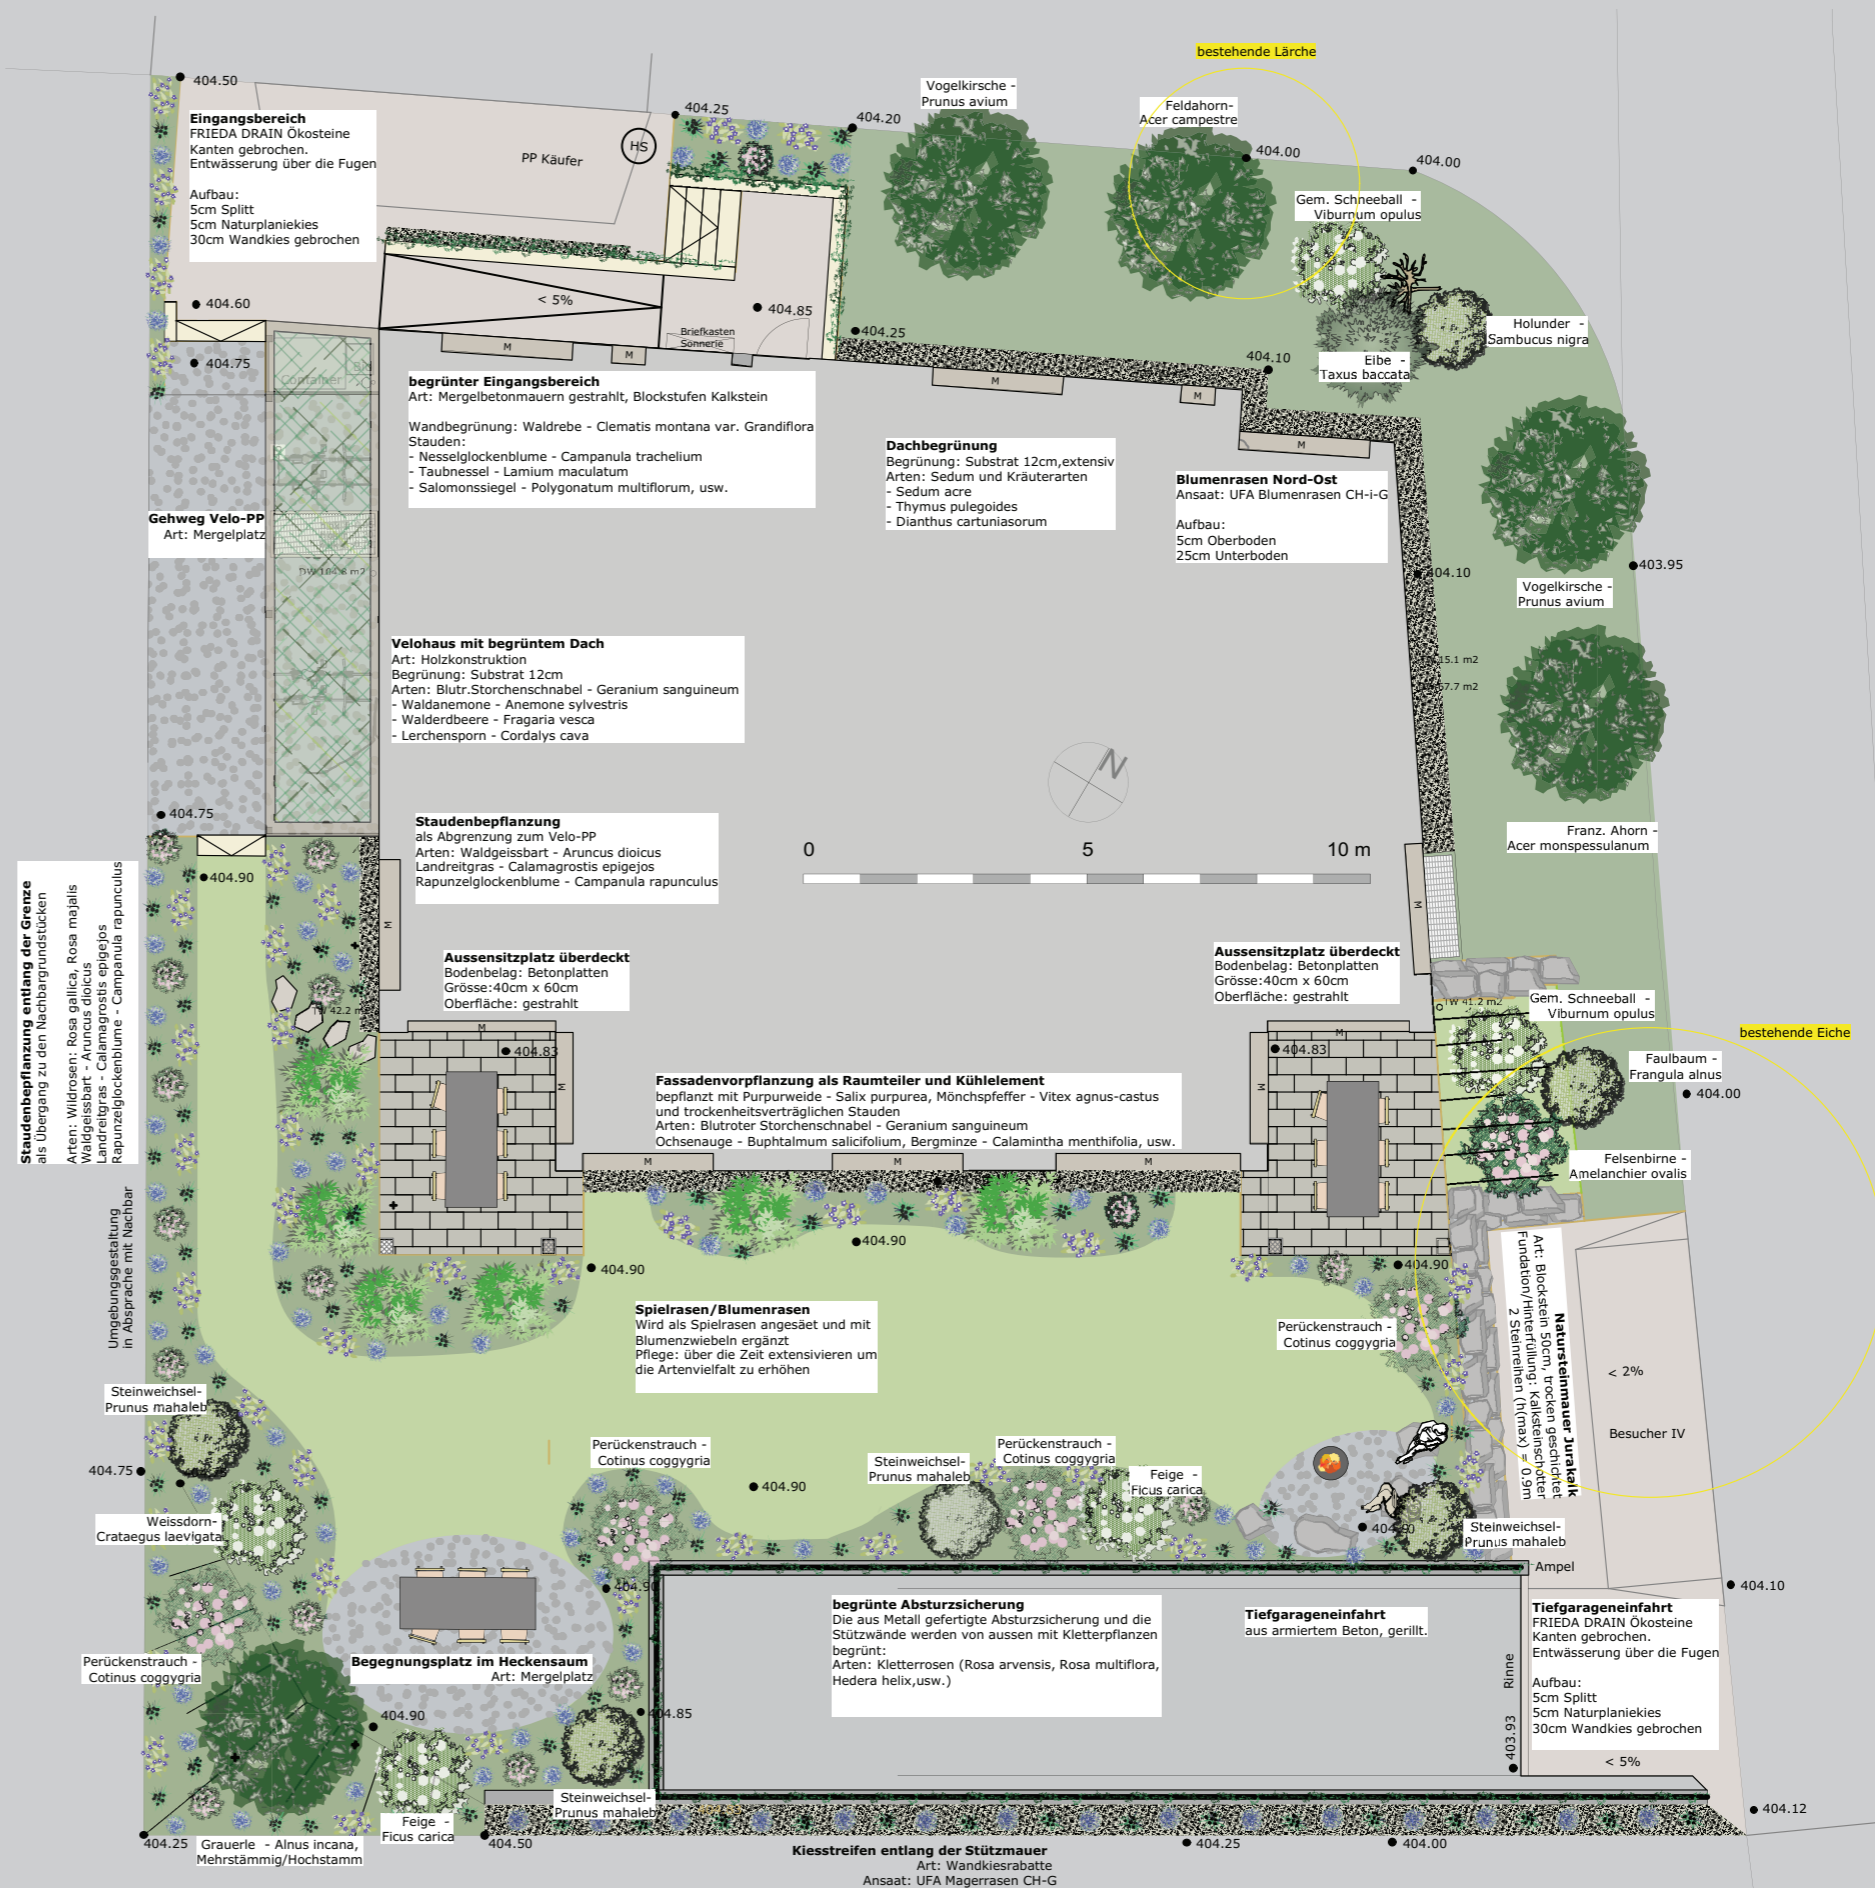 bestehende Lärche
404.50
Vogelkirsche -
Prunus avium
Feldahorn-
Acer campestre
404.25
404.20
Eingangsbereich
FRIEDA DRAIN Ökosteine
Kanten gebrochen.
Entwässerung über die Fugen
Aufbau:
5cm Splitt
5cm Naturplaniekies
30cm Wandkies gebrochen
PP Käufer
HS
404.00
404.00
Gem. Schneeball -
Viburnum opulus
404.60
< 5%
404.85
Briefkasten
Sonnerie
404.25
Holunder -
Sambucus nigra
404.75
M
M
404.10
Eibe -
Taxus baccata
Container
M
M
M
begrünter Eingangsbereich
Art: Mergelbetonmauern gestrahlt, Blockstufen Kalkstein
Wandbegrünung: Waldrebe - Clematis montana var. Grandiflora
Stauden:
- Nesselglockenblume - Campanula trachelium
- Taubnessel - Lamium maculatum
- Salomonssiegel - Polygonatum multiflorum, usw.
Dachbegrünung
Begrünung: Substrat 12cm,extensiv
Arten: Sedum und Kräuterarten
- Sedum acre
- Thymus pulegoides
- Dianthus cartuniasorum
Blumenrasen Nord-Ost
Ansaat: UFA Blumenrasen CH-i-G
Aufbau:
5cm Oberboden
25cm Unterboden
Gehweg Velo-PP
Art: Mergelplatz
404.10
403.95
Vogelkirsche -
Prunus avium
Velohaus mit begrüntem Dach
Art: Holzkonstruktion
Begrünung: Substrat 12cm
Arten: Blutr.Storchenschnabel - Geranium sanguineum
- Waldanemone - Anemone sylvestris
- Walderdbeere - Fragaria vesca
- Lerchensporn - Cordalys cava
15.1 m2
57.7 m2
N
404.75
Staudenbepflanzung
als Abgrenzung zum Velo-PP
Arten: Waldgeissbart - Aruncus dioicus
Landreitgras - Calamagrostis epigejos
Rapunzelglockenblume - Campanula rapunculus
0 5 10 m
Franz. Ahorn -
Acer monspessulanum
404.90
Staudenbepflanzung entlang der Grenze
als Übergang zu den Nachbargrundstücken
Arten: Wildrosen: Rosa gallica, Rosa majalis
Waldgeissbart - Aruncus dioicus
Landreitgras - Calamagrostis epigejos
Rapunzelglockenblume - Campanula rapunculus
M
M
Aussensitzplatz überdeckt
Bodenbelag: Betonplatten
Grösse:40cm x 60cm
Oberfläche: gestrahlt
Aussensitzplatz überdeckt
Bodenbelag: Betonplatten
Grösse:40cm x 60cm
Oberfläche: gestrahlt
TW 42.2 m
TW 41.2 m2
Gem. Schneeball -
Viburnum opulus
M
M
bestehende Eiche
404.83
404.83
Faulbaum -
Frangula alnus
M
M
404.00
Fassadenvorpflanzung als Raumteiler und Kühlelement
bepflanzt mit Purpurweide - Salix purpurea, Mönchspfeffer - Vitex agnus-castus
und trockenheitsverträglichen Stauden
Arten: Blutroter Storchenschnabel - Geranium sanguineum
Ochsenauge - Buphtalmum salicifolium, Bergminze - Calamintha menthifolia, usw.
M
M
M
Felsenbirne -
Amelanchier ovalis
Umgebungsgestaltung
in Absprache mit Nachbar
404.90
404.90
404.90
Natursteinmauer Jurakalk
Art: Blockstein 50cm, trocken geschichtet
Fundation/Hinterfüllung: Kalksteinschotter
2 Steinreihen (h(max) = 0.9m
Spielrasen/Blumenrasen
Wird als Spielrasen angesäet und mit
Blumenzwiebeln ergänzt
Pflege: über die Zeit extensivieren um
die Artenvielfalt zu erhöhen
Perückenstrauch -
Cotinus coggygria
< 2%
Steinweichsel-
Prunus mahaleb
Besucher IV
Perückenstrauch -
Cotinus coggygria
Steinweichsel-
Prunus mahaleb
Perückenstrauch -
Cotinus coggygria
Feige -
Ficus carica
404.75
404.90
Weissdorn-
Crataegus laevigata
404.90
Steinweichsel-
Prunus mahaleb
Ampel
404.90
404.10
begrünte Absturzsicherung
Die aus Metall gefertigte Absturzsicherung und die
Stützwände werden von aussen mit Kletterpflanzen
begrünt:
Arten: Kletterrosen (Rosa arvensis, Rosa multiflora,
Hedera helix,usw.)
Tiefgarageneinfahrt
aus armiertem Beton, gerillt.
Tiefgarageneinfahrt
FRIEDA DRAIN Ökosteine
Kanten gebrochen.
Entwässerung über die Fugen
Aufbau:
5cm Splitt
5cm Naturplaniekies
30cm Wandkies gebrochen
Perückenstrauch -
Cotinus coggygria
Begegnungsplatz im Heckensaum
Art: Mergelplatz
Rinne
404.90
404.85
403.93
< 5%
Steinweichsel-
Prunus mahaleb
404.12
Feige -
Ficus carica
404.25
Grauerle - Alnus incana,
Mehrstämmig/Hochstamm
404.50
404.25
404.00
Kiesstreifen entlang der Stützmauer
Art: Wandkiesrabatte
Ansaat: UFA Magerrasen CH-G